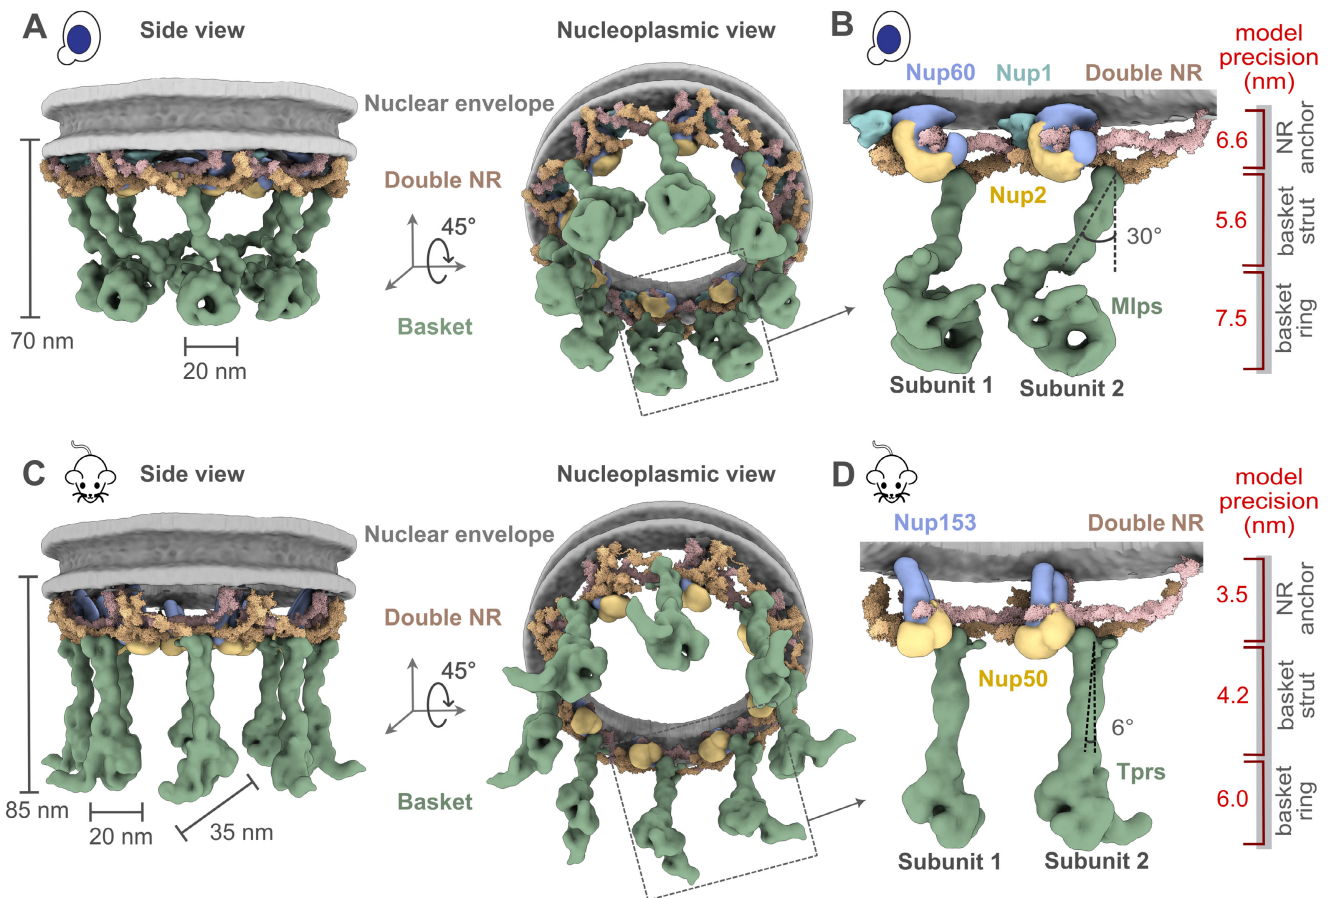 A
Side view
Nucleoplasmic view
Nuclear envelope
Double NR
45°
Basket
70 nm
20 nm
B
Nup60
Nup1
Double NR
Nup2
30°
Mlps
Subunit 1
Subunit 2
model
precision
(nm)
6.6
NR
anchor
5.6
basket
strut
7.5
basket
ring
C
Side view
Nucleoplasmic view
Nuclear envelope
Double NR
45°
Basket
85 nm
20 nm
35 nm
D
Nup153
Double NR
Nup50
6°
Tprs
Subunit 1
Subunit 2
model
precision
(nm)
3.5
NR
anchor
4.2
basket
strut
6.0
basket
ring